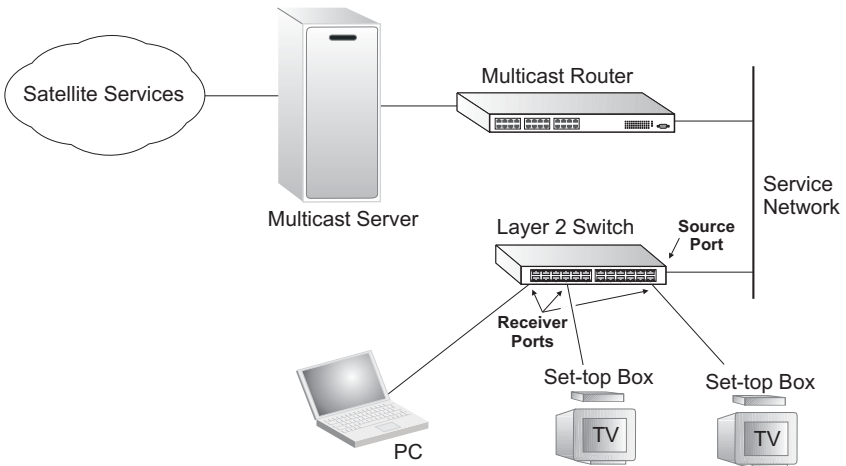 Satellite Services
Multicast Router
Multicast Server
Service
Network
Layer 2 Switch
Source
Port
Receiver
Ports
PC
Set-top Box
TV
Set-top Box
TV